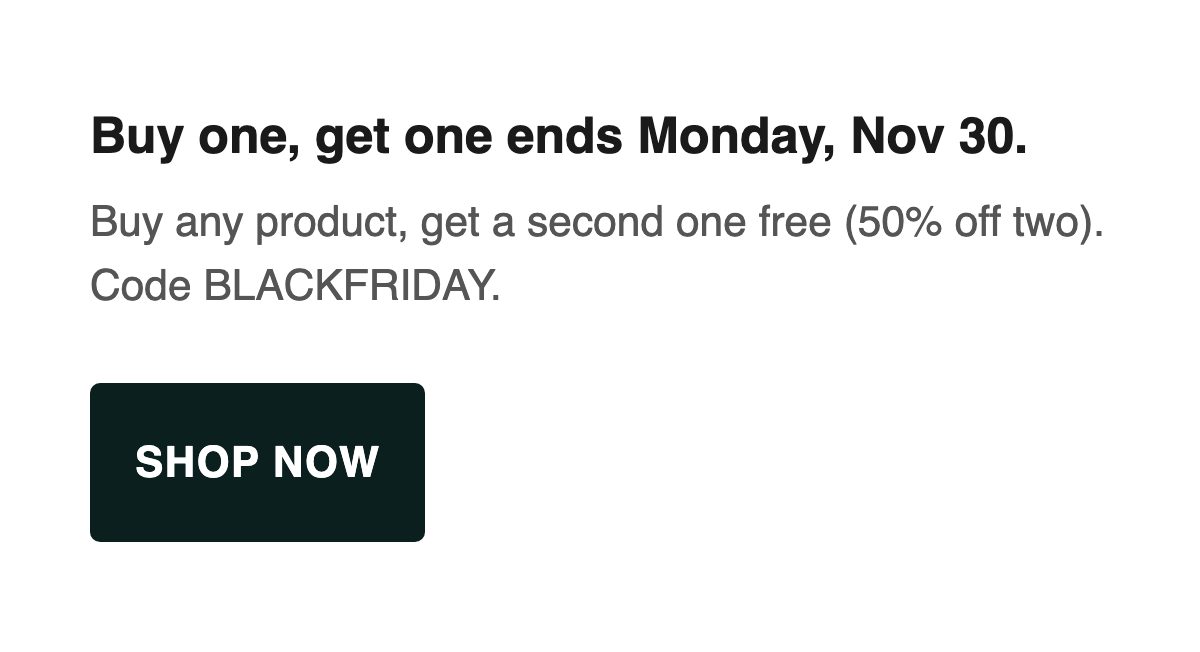 Buy one, get one ends Monday, Nov 30.
Buy any product, get a second one free (50% off two).
Code BLACKFRIDAY.
SHOP NOW